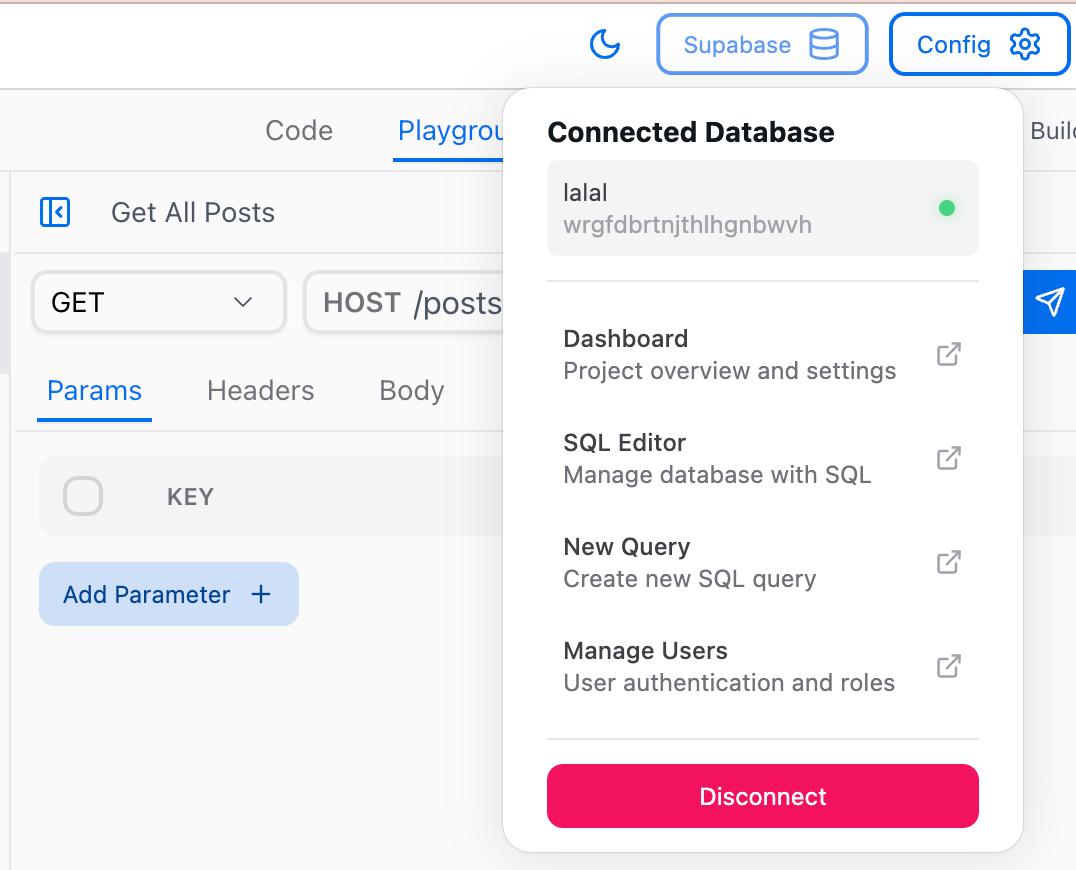 Supabase
Config
Code
Playgrou
Build
Get All Posts
GET
HOST /posts
Params
Headers
Body
KEY
Add Parameter +
Connected Database
lalal
wrgfdbrtnjthlhgnbwvh
Dashboard
Project overview and settings
SQL Editor
Manage database with SQL
New Query
Create new SQL query
Manage Users
User authentication and roles
Disconnect